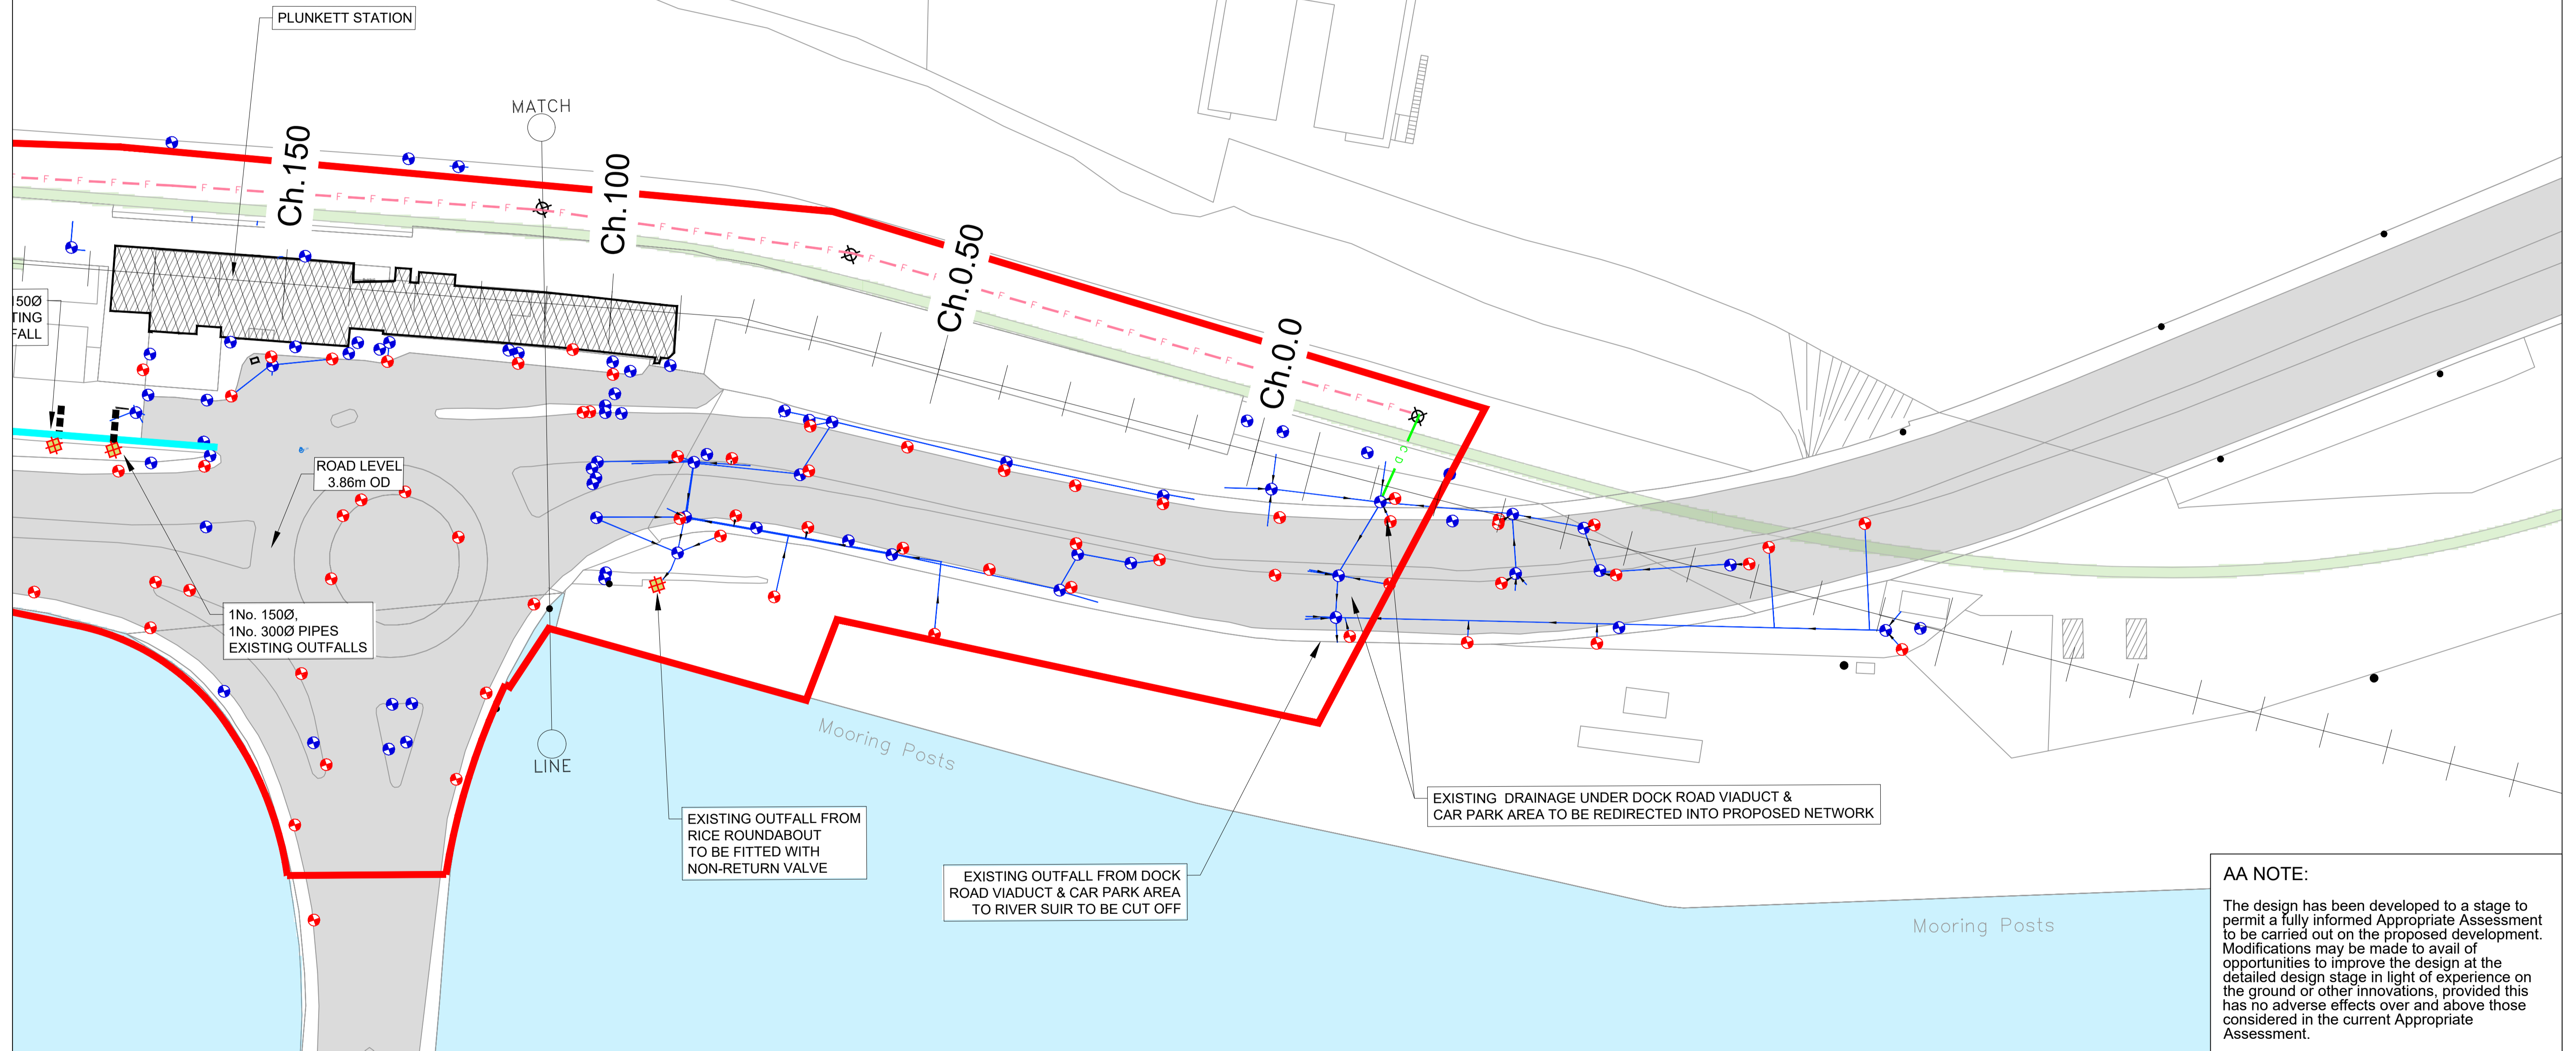 PLUNKETT STATION
MATCH
Ch.150
Ch.100
Ch.0.50
Ch.0.0
150Ø
TING
FALL
ROAD LEVEL
3.86m OD
1No. 150Ø,
1No. 300Ø PIPES
EXISTING OUTFALLS
LINE
Mooring Posts
EXISTING OUTFALL FROM
RICE ROUNDABOUT
TO BE FITTED WITH
NON-RETURN VALVE
EXISTING OUTFALL FROM DOCK
ROAD VIADUCT & CAR PARK AREA
TO RIVER SUIR TO BE CUT OFF
EXISTING DRAINAGE UNDER DOCK ROAD VIADUCT &
CAR PARK AREA TO BE REDIRECTED INTO PROPOSED NETWORK
Mooring Posts
AA NOTE:
The design has been developed to a stage to
permit a fully informed Appropriate Assessment
to be carried out on the proposed development.
Modifications may be made to avail of
opportunities to improve the design at the
detailed design stage in light of experience on
the ground or other innovations, provided this
has no adverse effects over and above those
considered in the current Appropriate
Assessment.